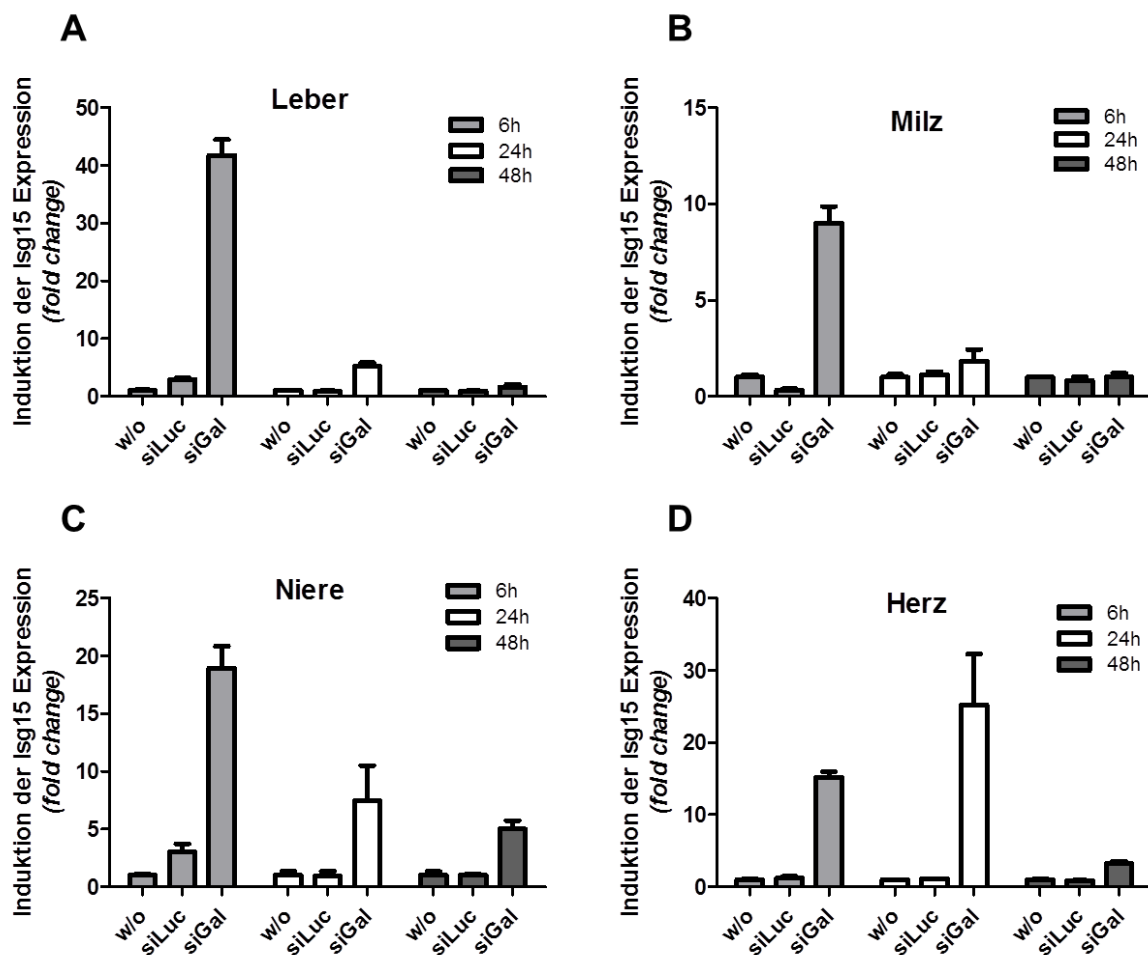 A
Leber
Induktion der Isg15 Expression
(fold change)
50
40
30
20
10
0
6h
24h
48h
w/o
siLuc
siGal
w/o
siLuc
siGal
w/o
siLuc
siGal
B
Milz
Induktion der Isg15 Expression
(fold change)
15
10
5
0
6h
24h
48h
w/o
siLuc
siGal
w/o
siLuc
siGal
w/o
siLuc
siGal
C
Niere
Induktion der Isg15 Expression
(fold change)
25
20
15
10
5
0
6h
24h
48h
w/o
siLuc
siGal
w/o
siLuc
siGal
w/o
siLuc
siGal
D
Herz
Induktion der Isg15 Expression
(fold change)
40
30
20
10
0
6h
24h
48h
w/o
siLuc
siGal
w/o
siLuc
siGal
w/o
siLuc
siGal